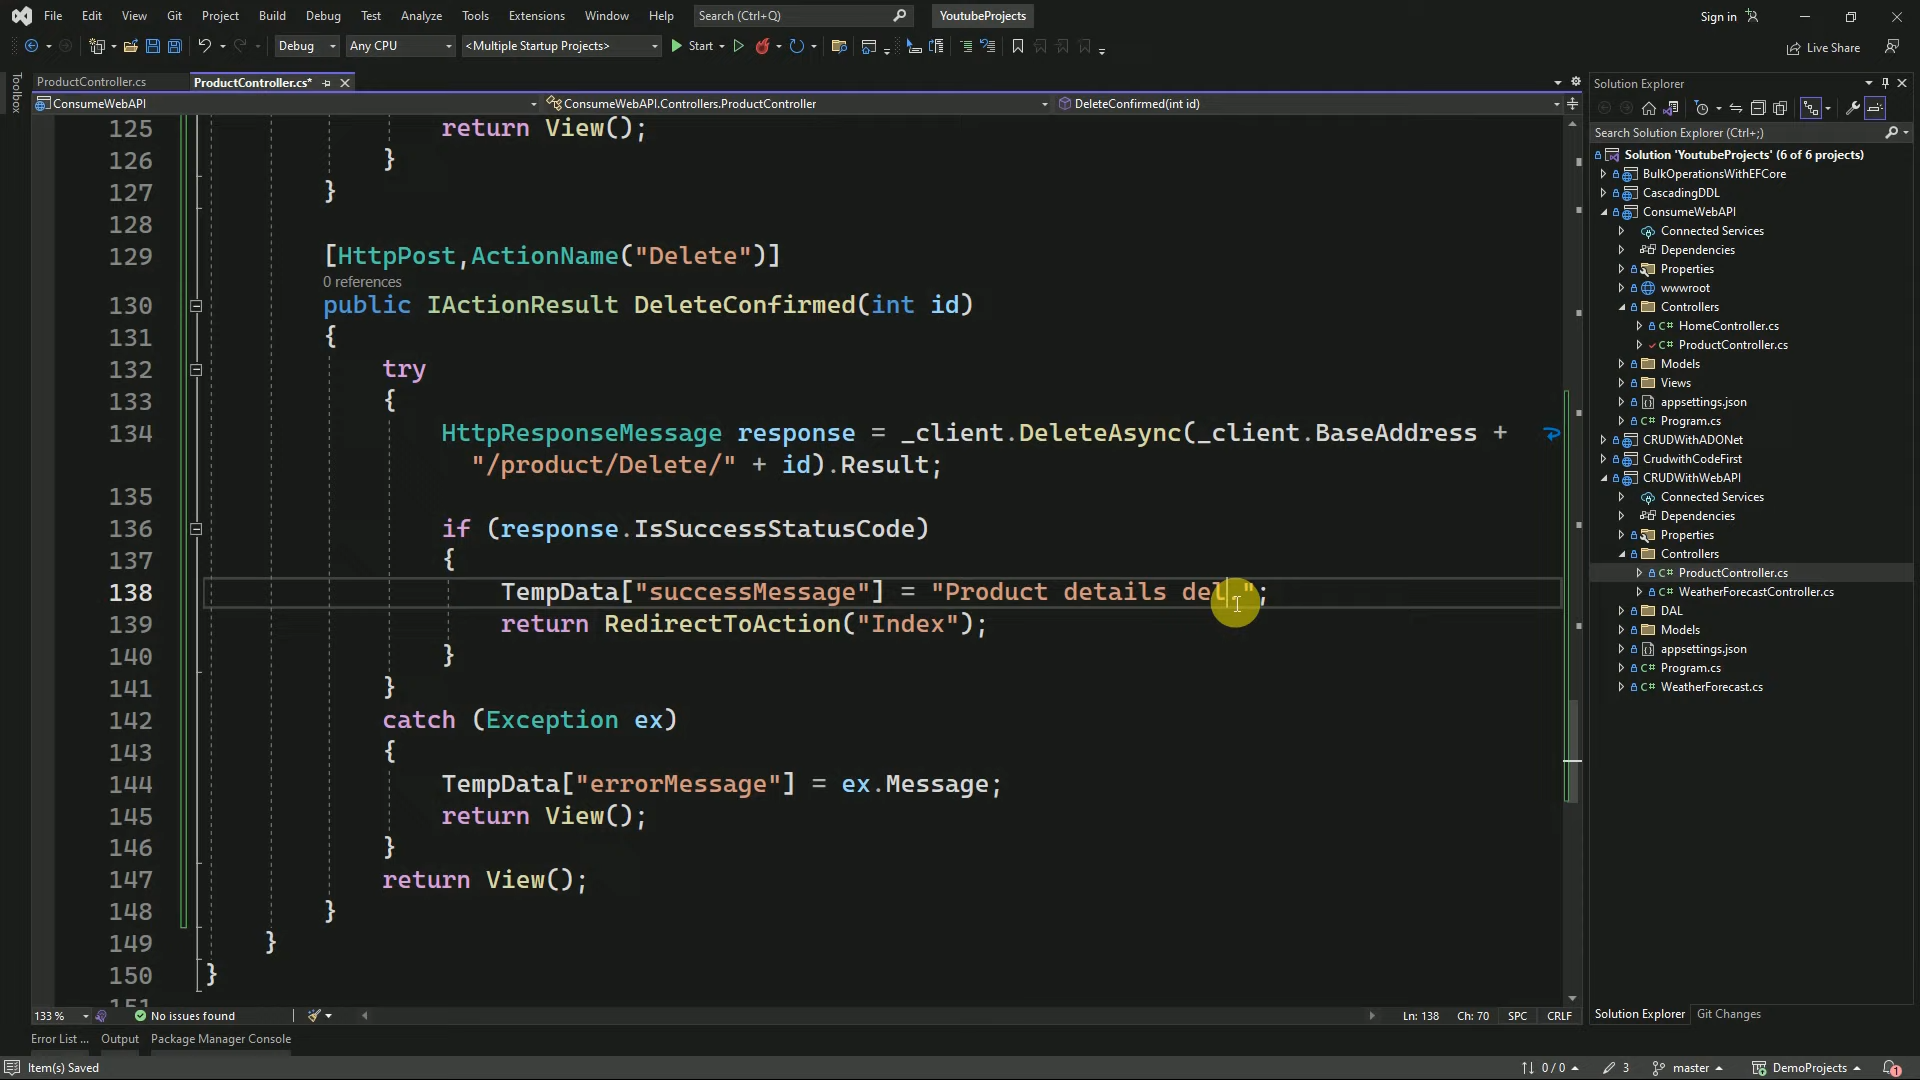 File Edit View Git Project Build Debug Test Analyze Tools Extensions Window Help Search (Ctrl+Q) YoutubeProjects Sign in
Debug Any CPU <Multiple Startup Projects> Start Live Share
ProductController.cs ProductController.cs*
ConsumeWebAPI ConsumeWebAPI.Controllers.ProductController DeleteConfirmed(int id)
Toolbox
125 return View();
126 }
127 }
128
129 [HttpPost,ActionName("Delete")]
0 references
130 public IActionResult DeleteConfirmed(int id)
131 {
132 try
133 {
134 HttpResponseMessage response = _client.DeleteAsync(_client.BaseAddress +
"/product/Delete/" + id).Result;
135
136 if (response.IsSuccessStatusCode)
137 {
138 TempData["successMessage"] = "Product details del.";
139 return RedirectToAction("Index");
140 }
141 }
142 catch (Exception ex)
143 {
144 TempData["errorMessage"] = ex.Message;
145 return View();
146 }
147 return View();
148 }
149 }
150 }
151
133 % No issues found Ln: 138 Ch: 70 SPC CRLF
Error List ... Output Package Manager Console
Item(s) Saved 0 / 0 3 master DemoProjects 1
Solution Explorer
Search Solution Explorer (Ctrl+;)
Solution 'YoutubeProjects' (6 of 6 projects)
BulkOperationsWithEFCore
CascadingDDL
ConsumeWebAPI
Connected Services
Dependencies
Properties
wwwroot
Controllers
C# HomeController.cs
C# ProductController.cs
Models
Views
appsettings.json
C# Program.cs
CRUDWithADONet
CrudwithCodeFirst
CRUDWithWebAPI
Connected Services
Dependencies
Properties
Controllers
C# ProductController.cs
C# WeatherForecastController.cs
DAL
Models
appsettings.json
C# Program.cs
C# WeatherForecast.cs
Solution Explorer Git Changes